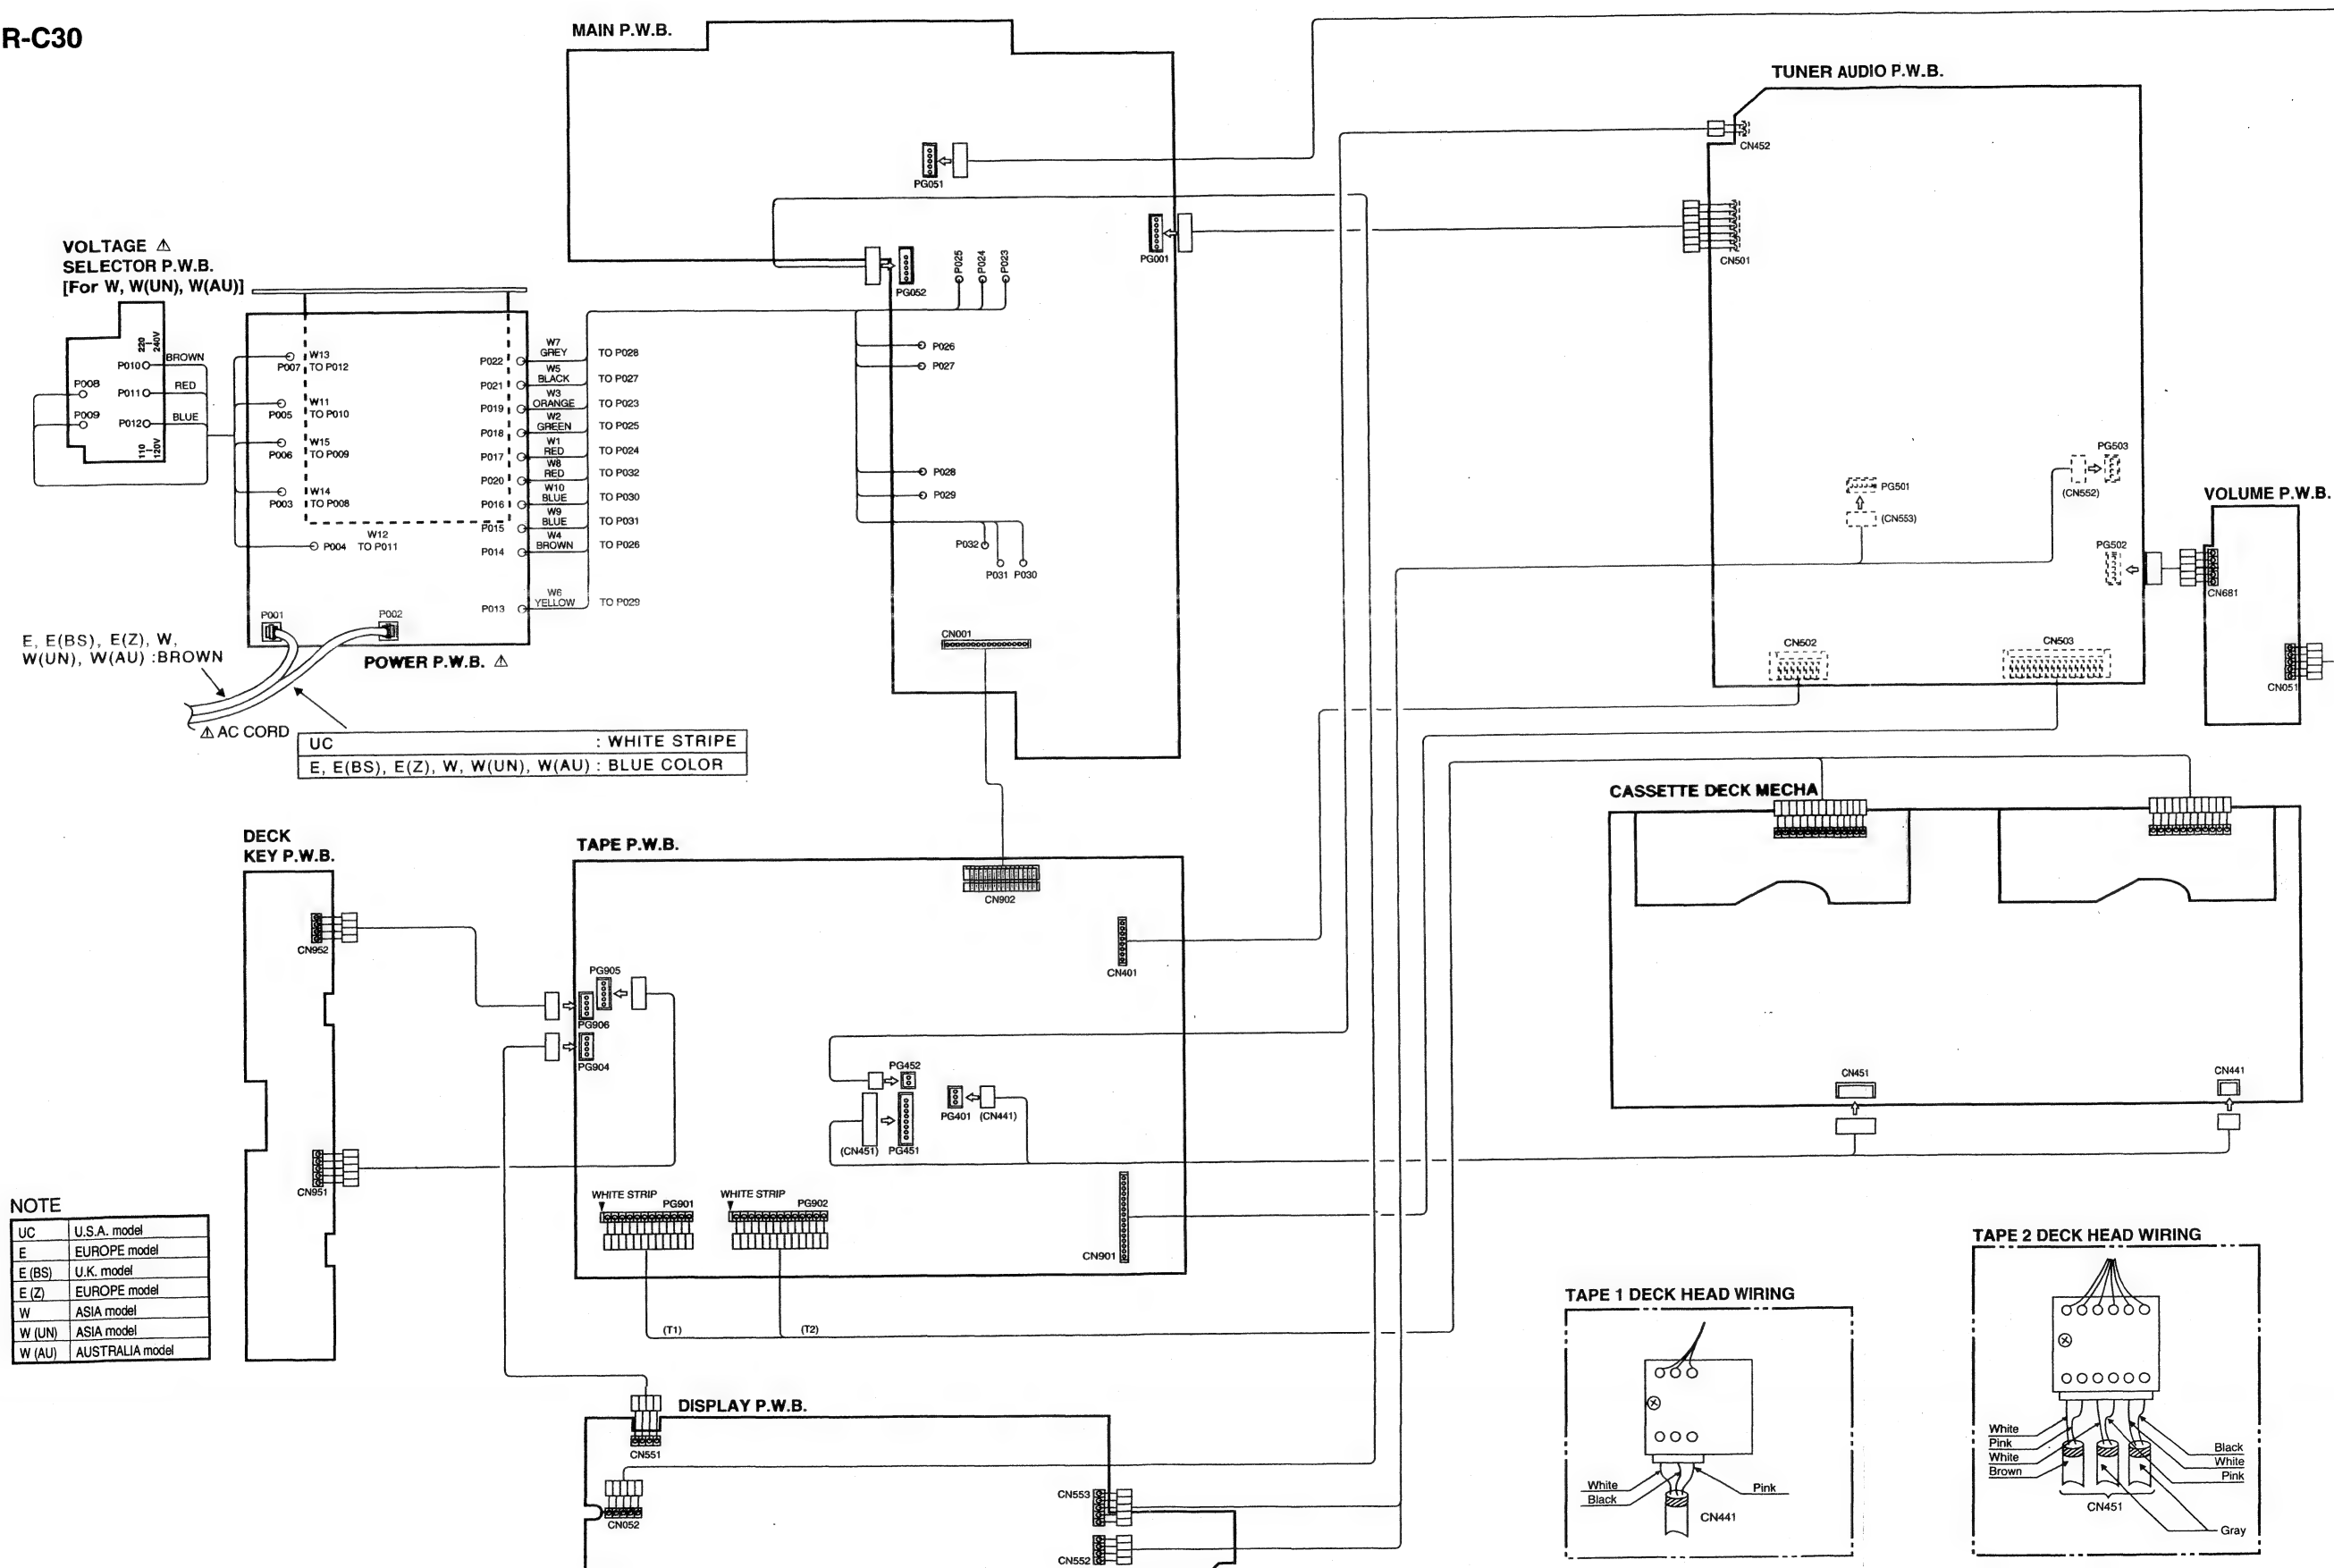 R-C30
MAIN P.W.B.
PG051
PG052
P025
P024
P023
PG001
P026
P027
P028
P029
P032
P031
P030
CN001
TUNER AUDIO P.W.B.
CN452
CN501
PG503
(CN552)
PG501
(CN553)
PG502
CN502
CN503
VOLUME P.W.B.
CN681
CN051
VOLTAGE ⚠
SELECTOR P.W.B.
[For W, W(UN), W(AU)]
220 – 240V
P010 BROWN
P008
P011 RED
P009
P012 BLUE
110 – 120V
W13
P007 TO P012
W11
P005 TO P010
W15
P006 TO P009
W14
P003 TO P008
W12
P004 TO P011
P022 W7 GREY TO P028
P021 W5 BLACK TO P027
P019 W3 ORANGE TO P023
P018 W2 GREEN TO P025
P017 W1 RED TO P024
P020 W8 RED TO P032
P016 W10 BLUE TO P030
P015 W9 BLUE TO P031
P014 W4 BROWN TO P026
P013 W6 YELLOW TO P029
P001
P002
POWER P.W.B. ⚠
E, E(BS), E(Z), W,
W(UN), W(AU) :BROWN
⚠ AC CORD
UC : WHITE STRIPE
E, E(BS), E(Z), W, W(UN), W(AU) : BLUE COLOR
DECK
KEY P.W.B.
CN952
CN951
TAPE P.W.B.
CN902
CN401
PG905
PG906
PG904
PG452
PG401 (CN441)
(CN451) PG451
WHITE STRIP
PG901
WHITE STRIP
PG902
CN901
(T1)
(T2)
CASSETTE DECK MECHA
CN451
CN441
NOTE
UC U.S.A. model
E EUROPE model
E (BS) U.K. model
E (Z) EUROPE model
W ASIA model
W (UN) ASIA model
W (AU) AUSTRALIA model
DISPLAY P.W.B.
CN551
CN052
CN553
CN552
TAPE 1 DECK HEAD WIRING
White
Black
Pink
CN441
TAPE 2 DECK HEAD WIRING
White
Pink
White
Brown
Black
White
Pink
CN451
Gray